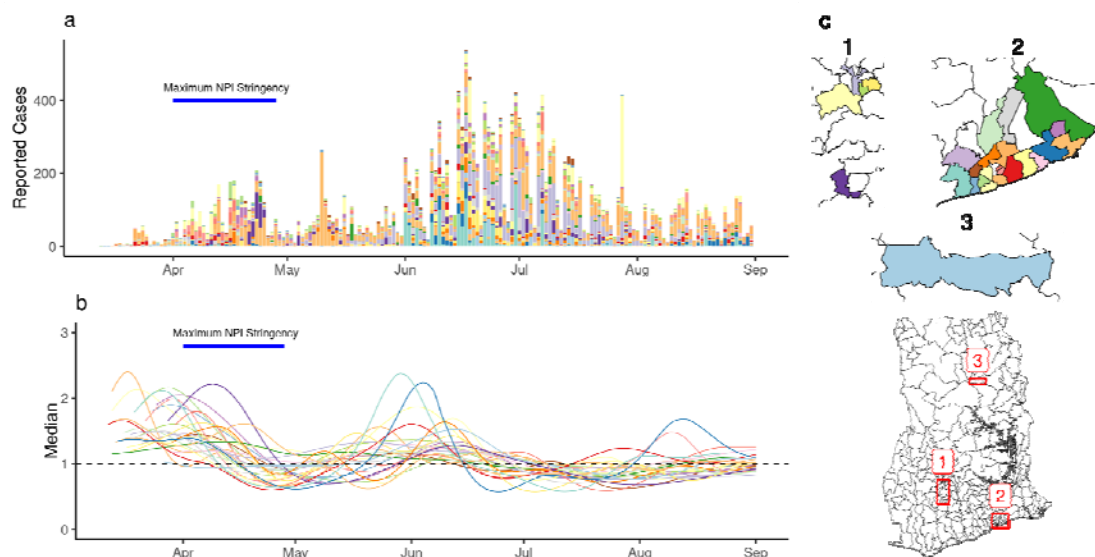 a
Reported Cases
400
200
0
Maximum NPI Stringency
Apr
May
Jun
Jul
Aug
Sep
b
Median
3
2
1
0
Maximum NPI Stringency
Apr
May
Jun
Jul
Aug
Sep
c
1
2
3
3
1
2